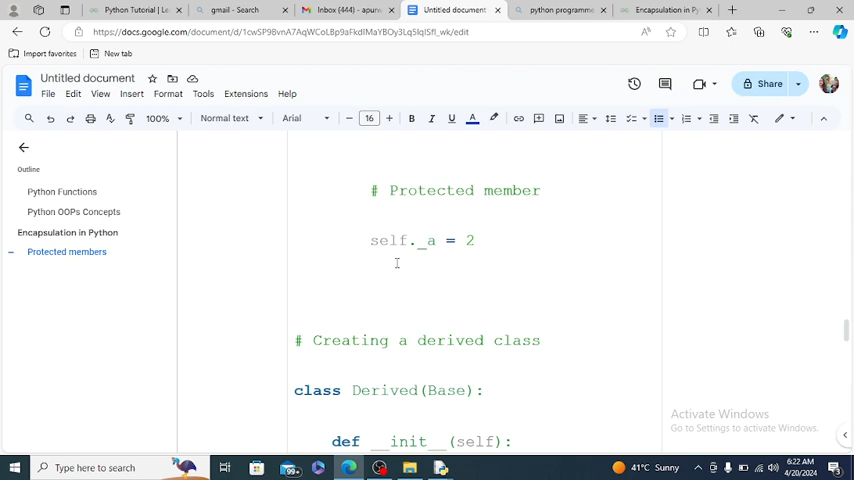 Python Tutorial | Le
gmail - Search
Inbox (444) - apunv
Untitled document
python programme
Encapsulation in Py
https://docs.google.com/document/d/1cwSP9BvnA7AqWCoLBp9aFkdIMaYBOy3Lq5IqlSfl_wk/edit
Import favorites
New tab
Untitled document
File Edit View Insert Format Tools Extensions Help
Share
100% Normal text Arial 16 B I U A
Outline
Python Functions
Python OOPs Concepts
Encapsulation in Python
Protected members
# Protected member
self._a = 2
# Creating a derived class
class Derived(Base):
def __init__(self):
Activate Windows
Go to Settings to activate Windows.
Type here to search
99+
41°C Sunny
6:22 AM
4/20/2024
3